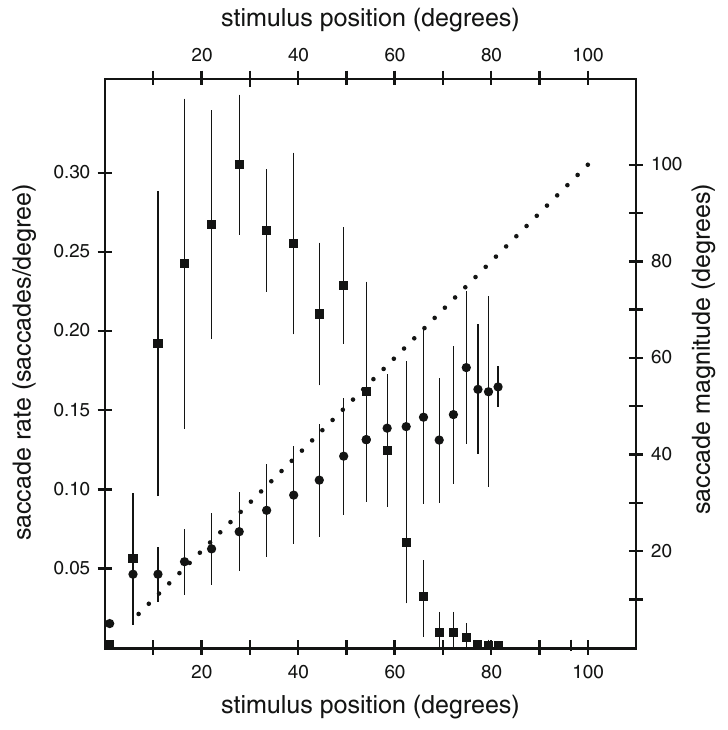 stimulus position (degrees)
20 40 60 80 100
saccade rate (saccades/degree)
0.30
0.25
0.20
0.15
0.10
0.05
100
80
60
40
20
saccade magnitude (degrees)
20 40 60 80 100
stimulus position (degrees)